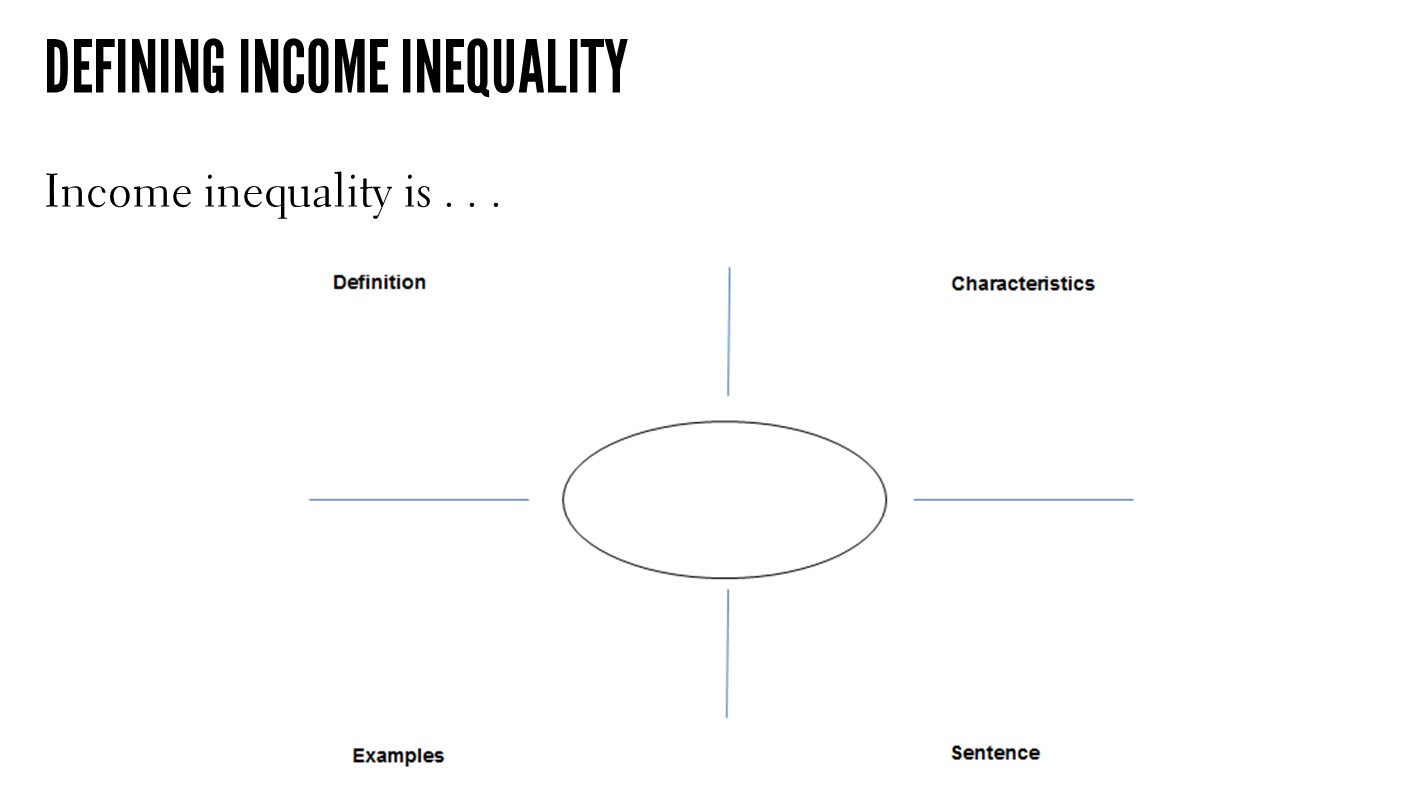 DEFINING INCOME INEQUALITY
Income inequality is . . .
Definition
Characteristics
Examples
Sentence